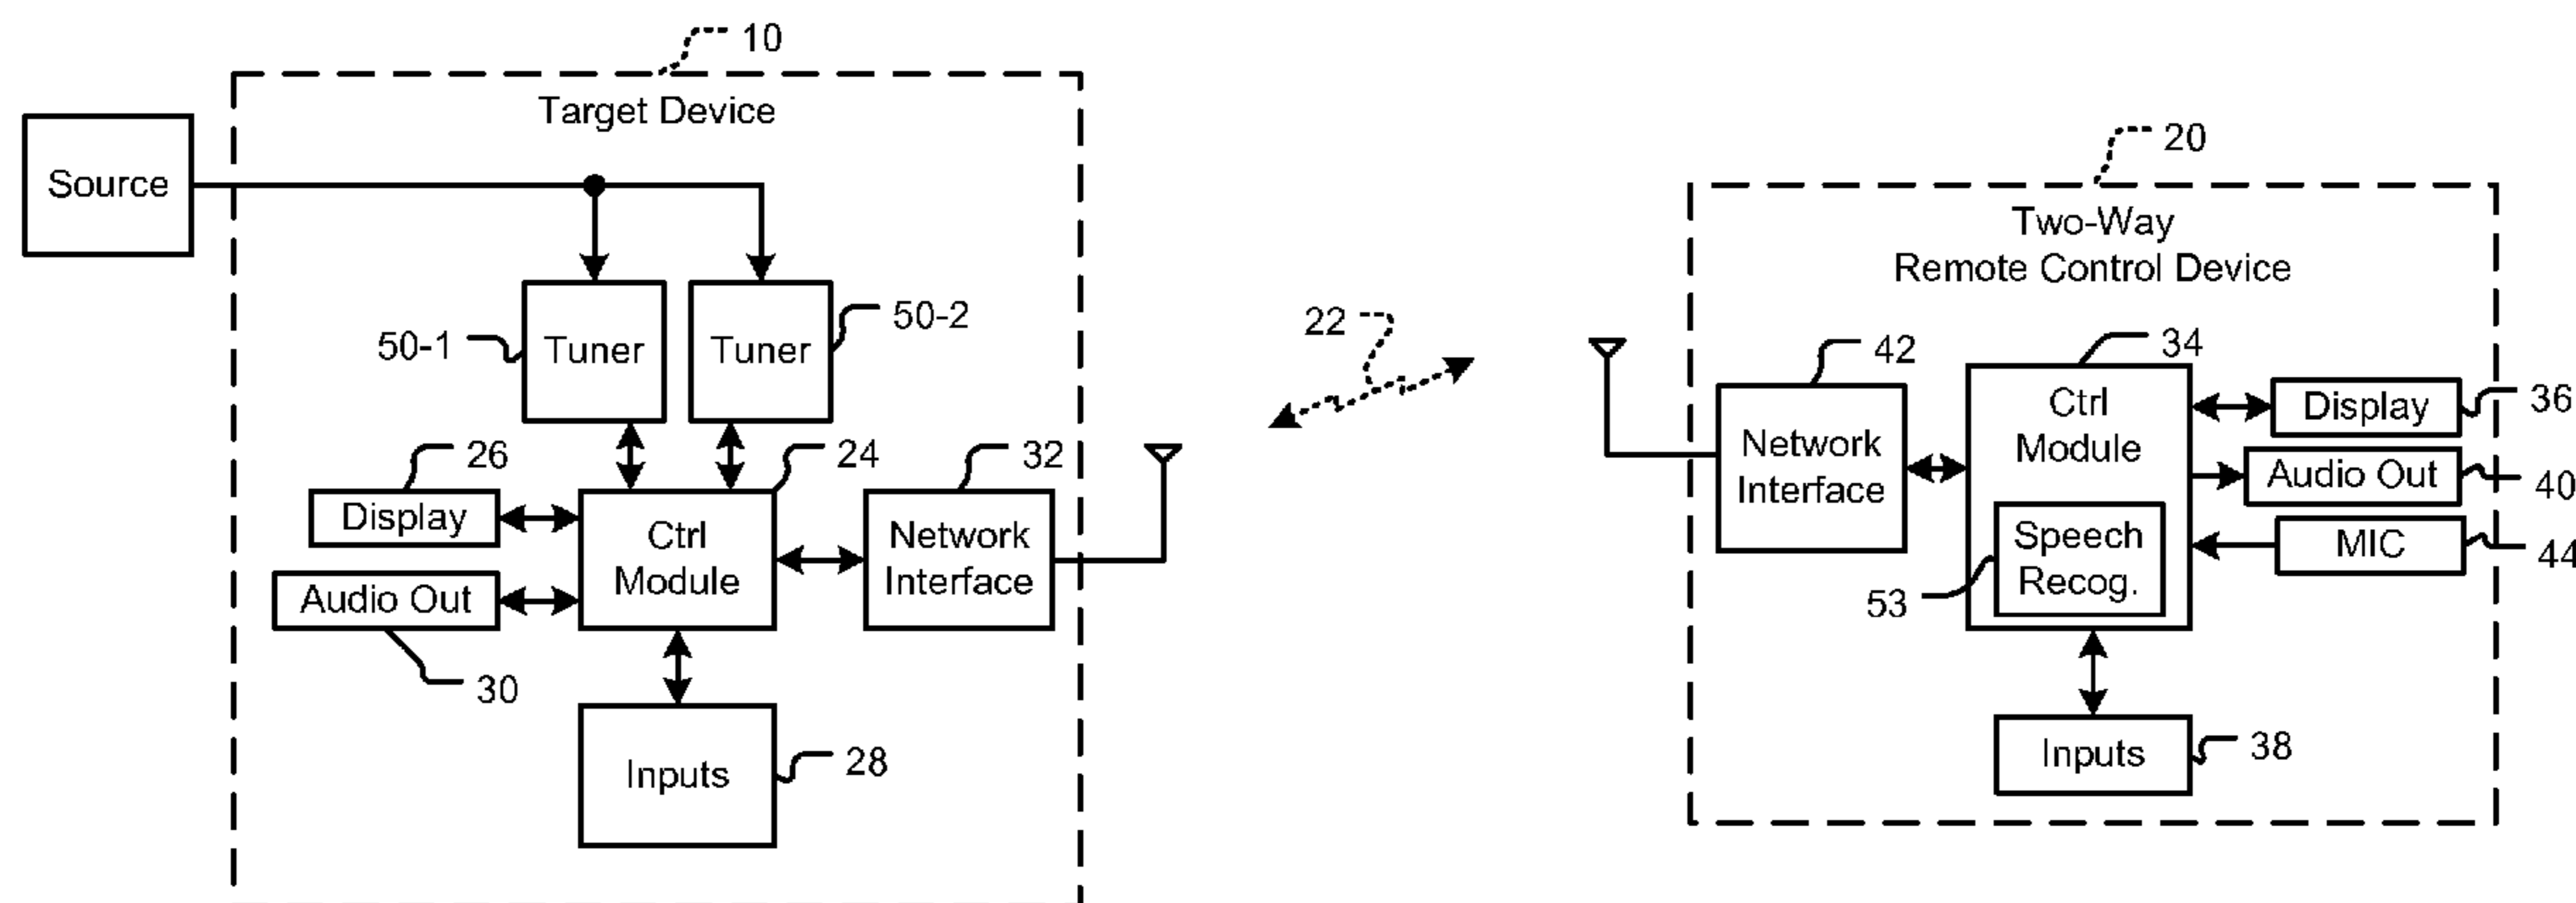 10
Target Device
Source
Tuner
Tuner
50-1
50-2
26
24
32
Display
Audio Out
Ctrl
Module
Network
Interface
30
Inputs
28
22
20
Two-Way
Remote Control Device
42
34
Network
Interface
Ctrl
Module
Speech
Recog.
53
Display
36
Audio Out
40
MIC
44
Inputs
38